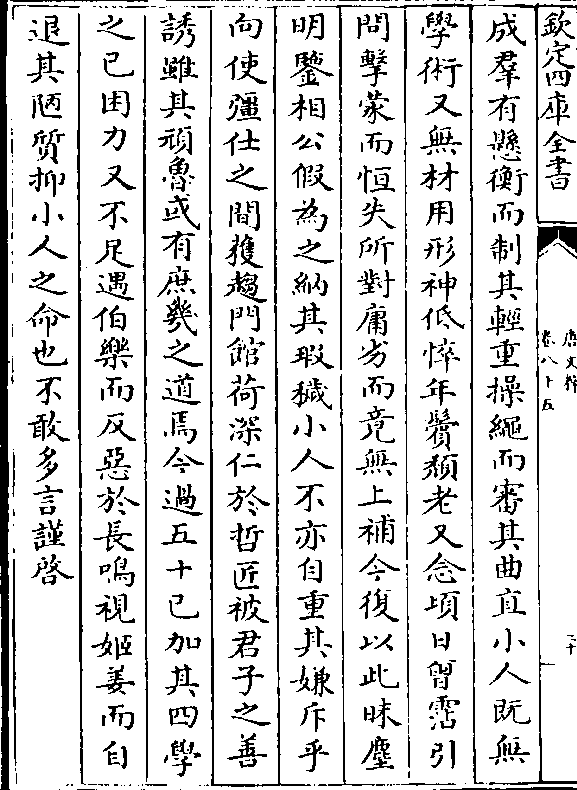 欽定四庫全書
唐文粹
卷八十五
三十
成羣有懸衡而制其輕重操繩而審其曲直小人既無
學術又無材用形神低悴年鬢頽老又念頃日曾霑引
問擊蒙而恒失所對庸劣而竟無上補今復以此昧塵
明鑒相公假為之納其瑕穢小人不亦自重其嫌斥乎
向使彊仕之間獲趨門館荷深仁於哲匠被君子之善
誘雖其頑魯或有庶幾之道焉今過五十已加其四學
之已困力又不足遇伯樂而反惡於長鳴視姬姜而自
退其陋質抑小人之命也不敢多言謹啓